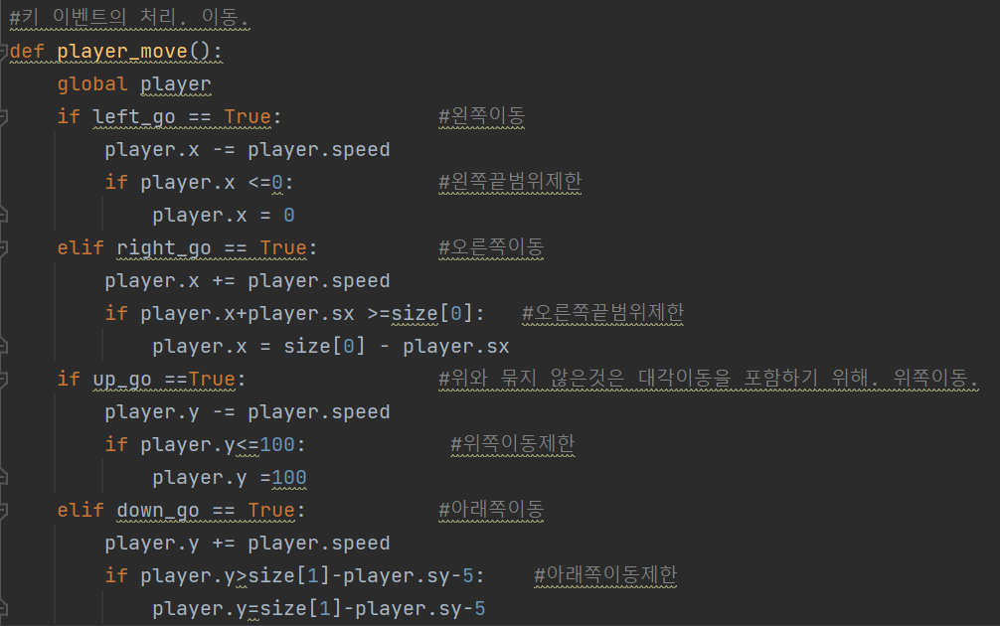 #키 이벤트의 처리. 이동.
def player_move():
    global player
    if left_go == True:             #왼쪽이동
        player.x -= player.speed
        if player.x <=0:            #왼쪽끝범위제한
            player.x = 0
    elif right_go == True:          #오른쪽이동
        player.x += player.speed
        if player.x+player.sx >=size[0]:   #오른쪽끝범위제한
            player.x = size[0] - player.sx
    if up_go ==True:                #위와 묶지 않은것은 대각이동을 포함하기 위해. 위쪽이동.
        player.y -= player.speed
        if player.y<=100:            #위쪽이동제한
            player.y =100
    elif down_go == True:           #아래쪽이동
        player.y += player.speed
        if player.y>size[1]-player.sy-5:    #아래쪽이동제한
            player.y=size[1]-player.sy-5